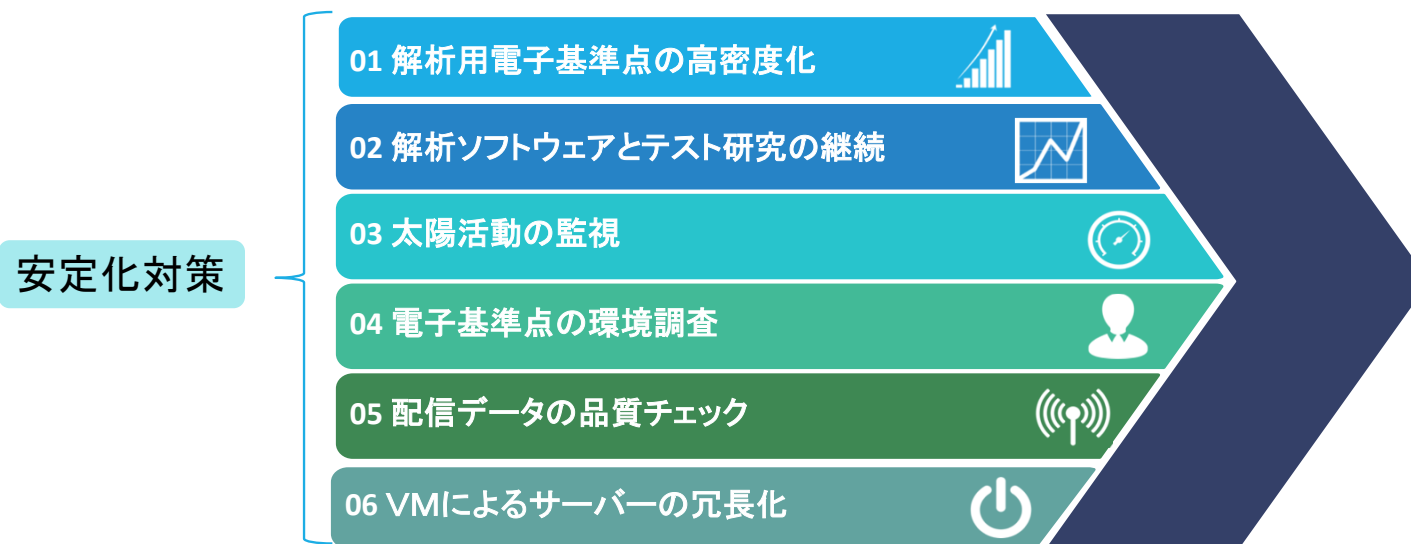 安定化対策
01 解析用電子基準点の高密度化
02 解析ソフトウェアとテスト研究の継続
03 太陽活動の監視
04 電子基準点の環境調査
05 配信データの品質チェック
06 VMによるサーバーの冗長化